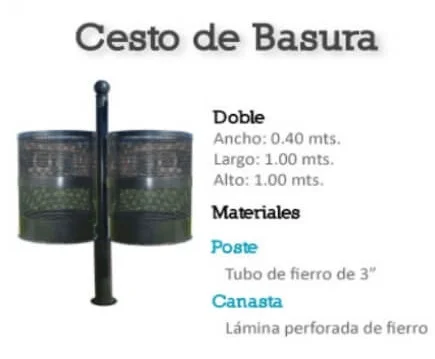 Cesto de Basura
Doble
Ancho: 0.40 mts.
Largo: 1.00 mts.
Alto: 1.00 mts.
Materiales
Poste
Tubo de fierro de 3”
Canasta
Lámina perforada de fierro